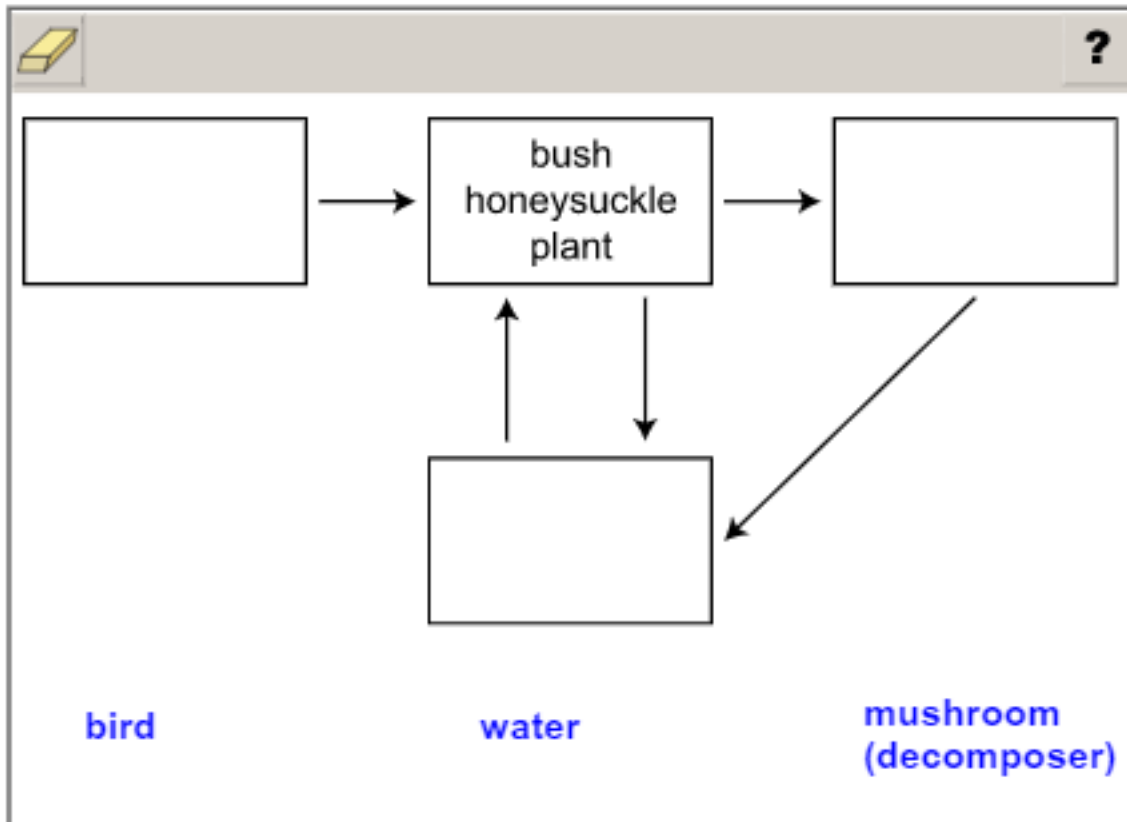 ?
bush
honeysuckle
plant
bird
water
mushroom
(decomposer)